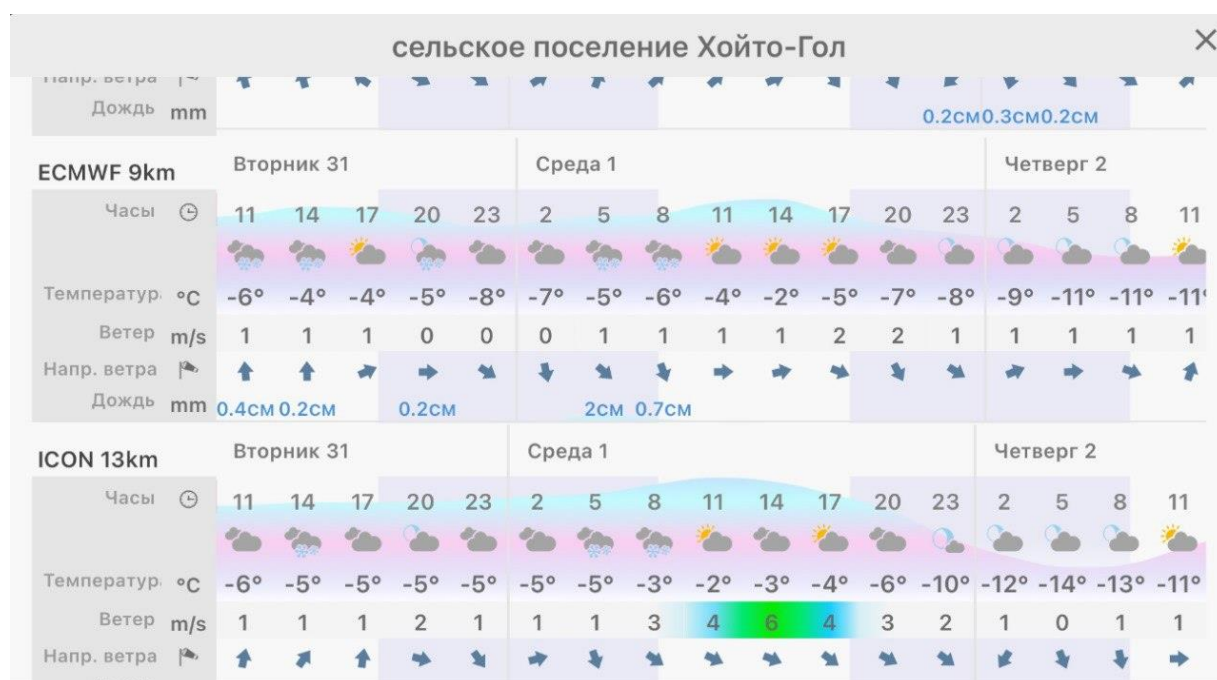 сельское поселение Хойто-Гол
Напр. ветра
Дождь mm 0.2см 0.3см 0.2см
ECMWF 9km Вторник 31 Среда 1 Четверг 2
Часы 11 14 17 20 23 2 5 8 11 14 17 20 23 2 5 8 11
Температур °C -6° -4° -4° -5° -8° -7° -5° -6° -4° -2° -5° -7° -8° -9° -11° -11° -11°
Ветер m/s 1 1 1 0 0 0 1 1 1 1 2 2 1 1 1 1 1
Напр. ветра
Дождь mm 0.4см 0.2см 0.2см 2см 0.7см
ICON 13km Вторник 31 Среда 1 Четверг 2
Часы 11 14 17 20 23 2 5 8 11 14 17 20 23 2 5 8 11
Температур °C -6° -5° -5° -5° -5° -5° -5° -3° -2° -3° -4° -6° -10° -12° -14° -13° -11°
Ветер m/s 1 1 1 2 1 1 1 3 4 6 4 3 2 1 0 1 1
Напр. ветра